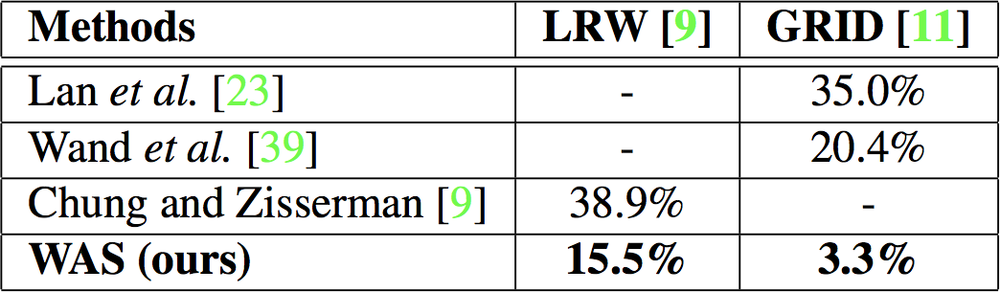 Methods LRW [9] GRID [11]
Lan et al. [23] - 35.0%
Wand et al. [39] - 20.4%
Chung and Zisserman [9] 38.9% -
WAS (ours) 15.5% 3.3%